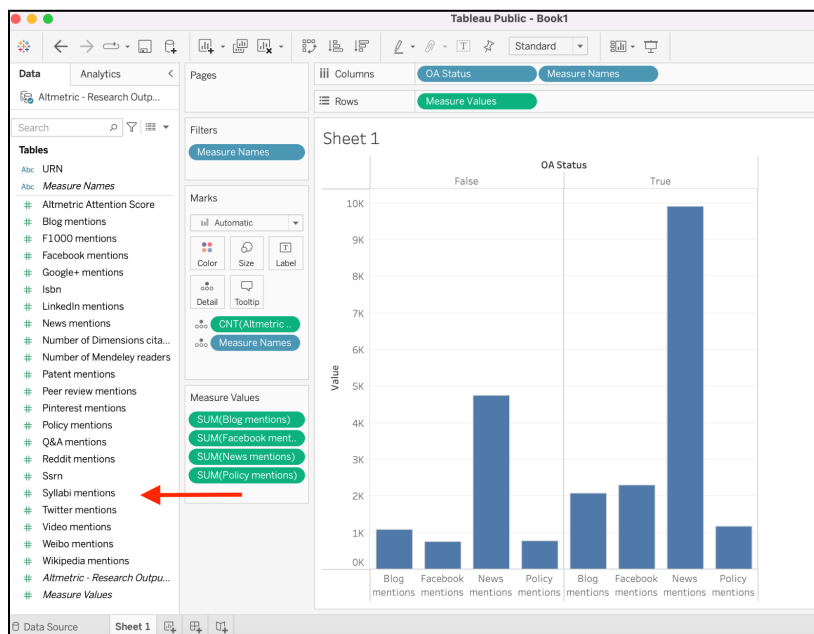 Tableau Public - Book1
Standard
Data
Analytics
Altmetric - Research Outp...
Search
Tables
Abc URN
Abc Measure Names
# Altmetric Attention Score
# Blog mentions
# F1000 mentions
# Facebook mentions
# Google+ mentions
# Isbn
# LinkedIn mentions
# News mentions
# Number of Dimensions cita...
# Number of Mendeley readers
# Patent mentions
# Peer review mentions
# Pinterest mentions
# Policy mentions
# Q&A mentions
# Reddit mentions
# Ssrn
# Syllabi mentions
# Twitter mentions
# Video mentions
# Weibo mentions
# Wikipedia mentions
# Altmetric - Research Outpu...
# Measure Values
Pages
Filters
Measure Names
Marks
Automatic
Color Size Label
Detail Tooltip
CNT(Altmetric ..
Measure Names
Measure Values
SUM(Blog mentions)
SUM(Facebook ment..
SUM(News mentions)
SUM(Policy mentions)
Columns OA Status Measure Names
Rows Measure Values
Sheet 1
OA Status
False True
10K
9K
8K
7K
6K
5K
4K
3K
2K
1K
0K
Value
Blog Facebook News Policy Blog Facebook News Policy
mentions mentions mentions mentions mentions mentions mentions mentions
Data Source Sheet 1